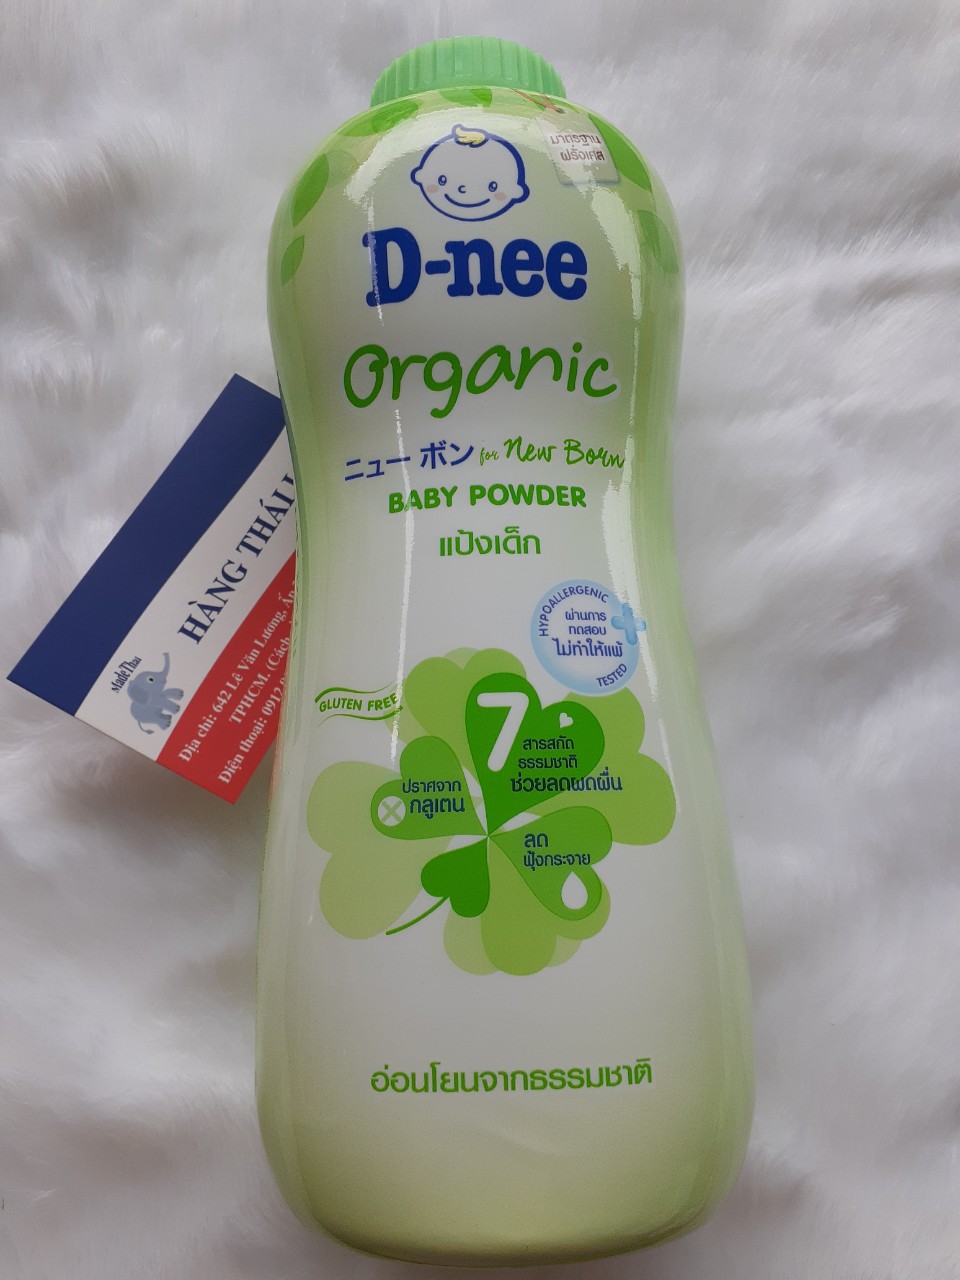 มาตรฐาน
ฝรั่งเศส
D-nee
Organic
ニュー ボン for New Born
BABY POWDER
แป้งเด็ก
HYPOALLERGENIC
ผ่านการ
ทดสอบ
ไม่ทำให้แพ้
TESTED
GLUTEN FREE
7
สารสกัด
ธรรมชาติ
ช่วยลดผดผื่น
ปราศจาก
กลูเตน
ลด
ฟุ้งกระจาย
อ่อนโยนจากธรรมชาติ
HÀNG THÁI
Made Thai
Địa chỉ: 642 Lê Văn Lương, Ấp
TPHCM. (Cách
Điện thoại: 0912